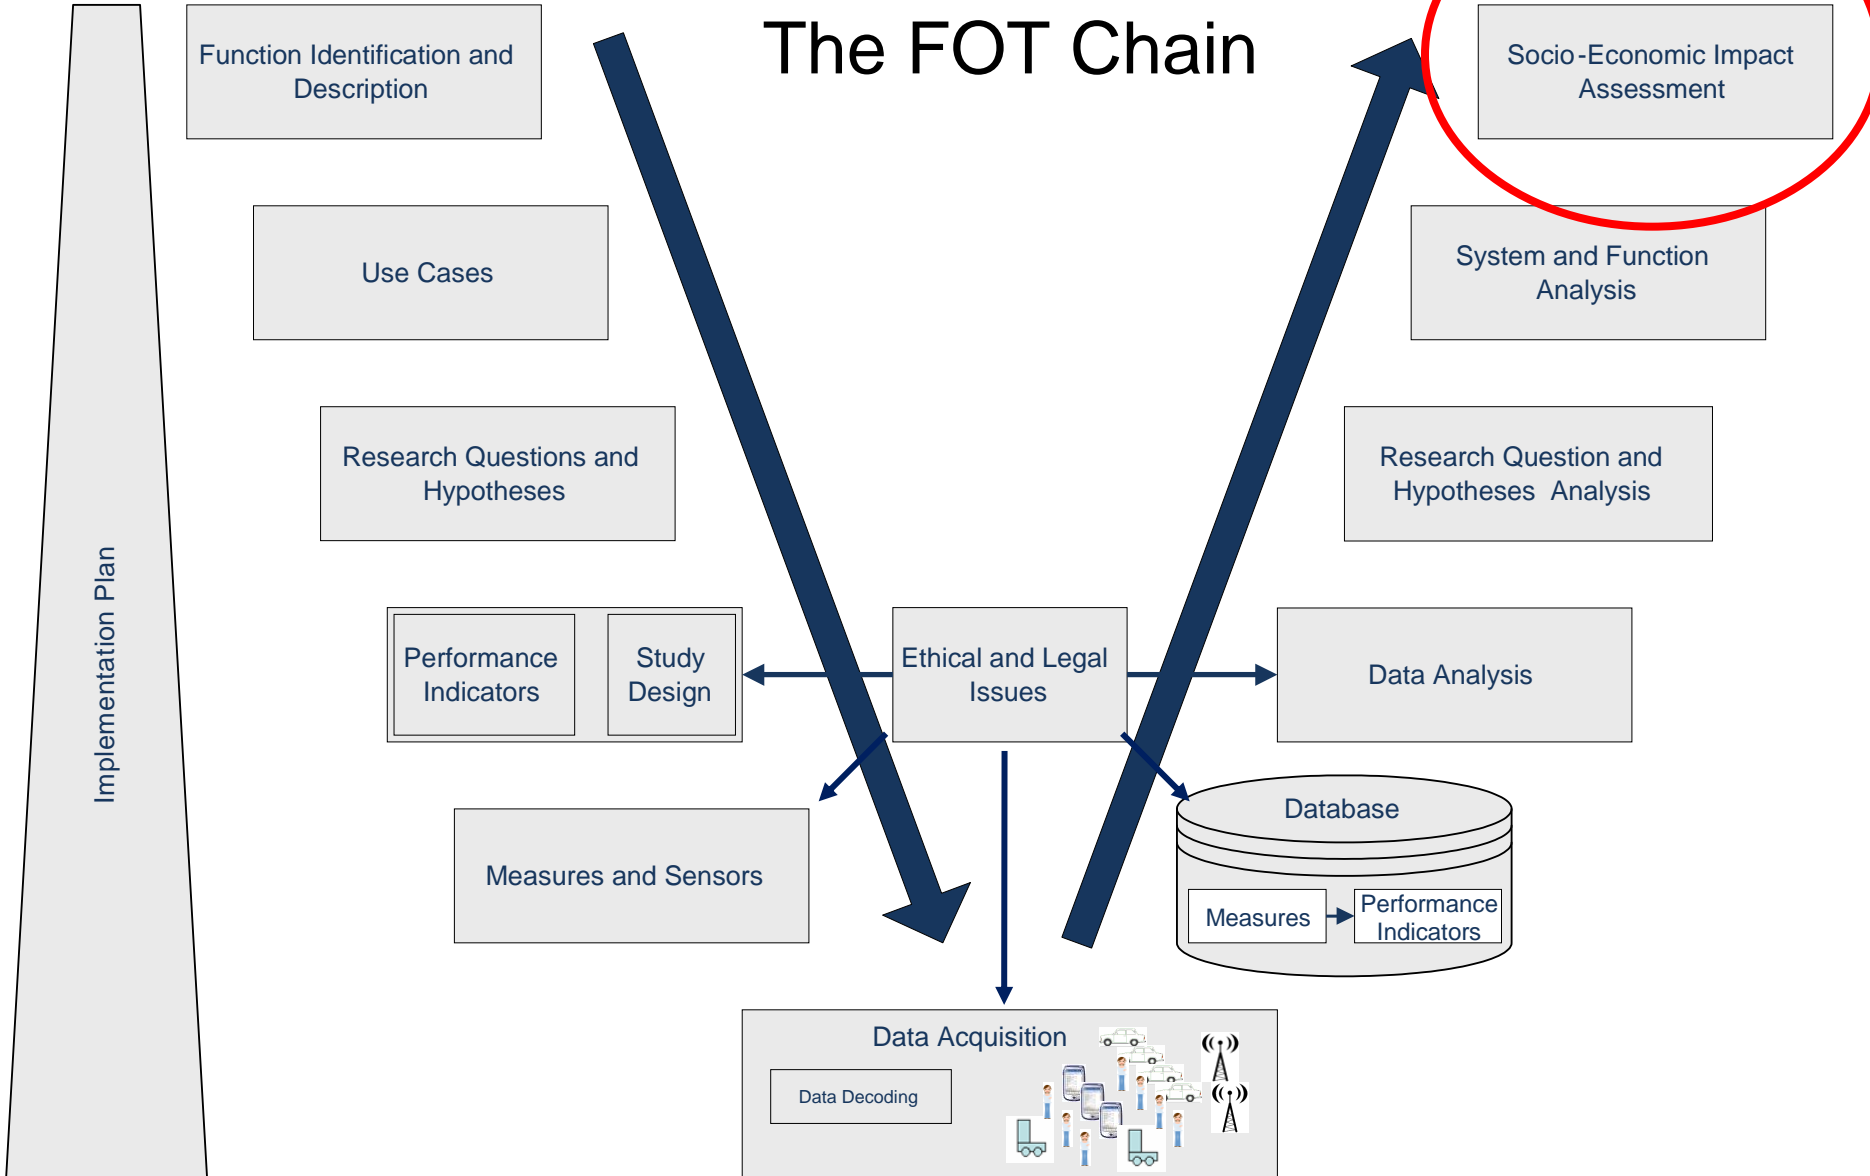 The FOT Chain
Function Identification and
Description
Socio-Economic Impact
Assessment
Use Cases
System and Function
Analysis
Research Questions and
Hypotheses
Research Question and
Hypotheses Analysis
Implementation Plan
Performance
Indicators
Study
Design
Ethical and Legal
Issues
Data Analysis
Measures and Sensors
Database
Measures
Performance
Indicators
Data Acquisition
Data Decoding